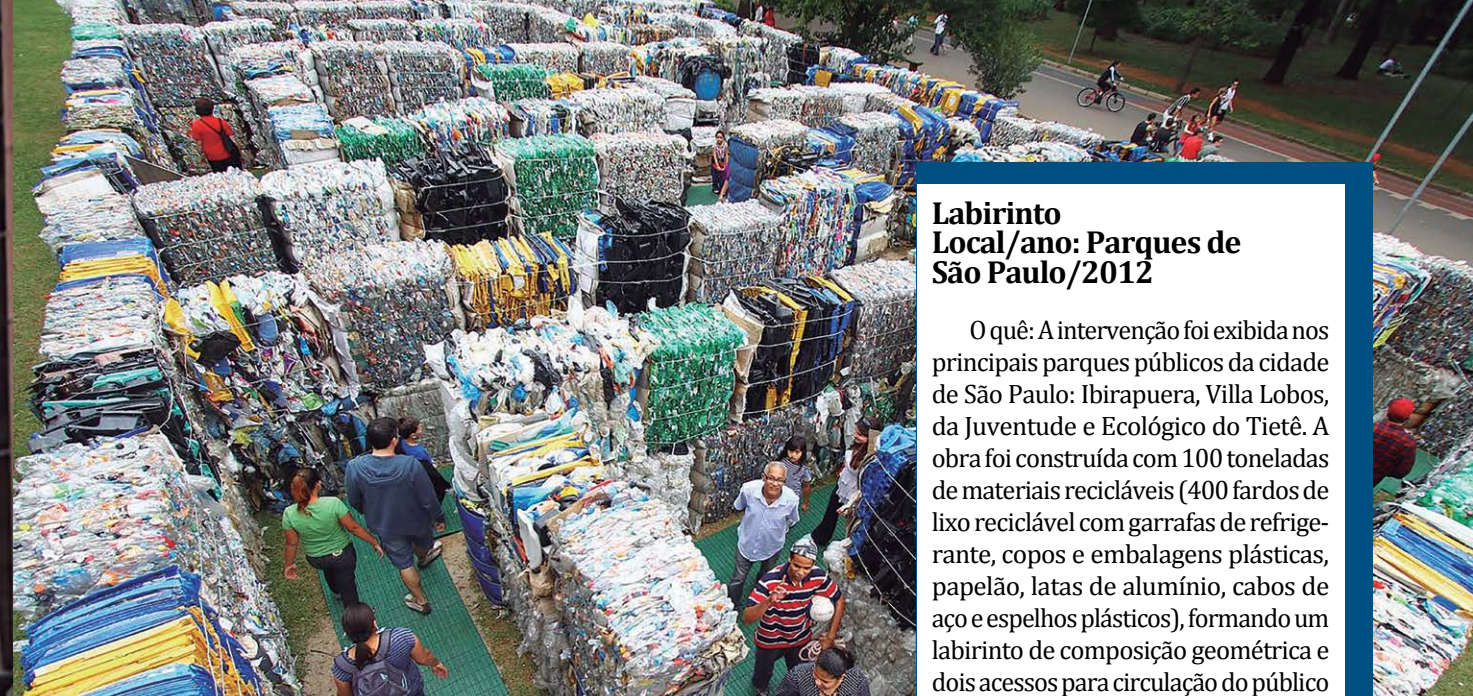 Labirinto
Local/ano: Parques de
São Paulo/2012
O quê: A intervenção foi exibida nos
principais parques públicos da cidade
de São Paulo: Ibirapuera, Villa Lobos,
da Juventude e Ecológico do Tietê. A
obra foi construída com 100 toneladas
de materiais recicláveis (400 fardos de
lixo reciclável com garrafas de refrige-
rante, copos e embalagens plásticas,
papelão, latas de alumínio, cabos de
aço e espelhos plásticos), formando um
labirinto de composição geométrica e
dois acessos para circulação do público